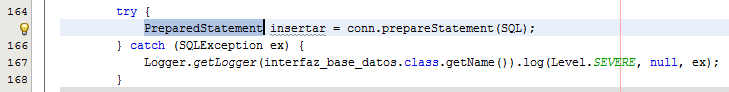 164 try {
PreparedStatement insertar = conn.prepareStatement(SQL);
166 } catch (SQLException ex) {
167 Logger.getLogger(interfaz_base_datos.class.getName()).log(Level.SEVERE, null, ex);
168 }